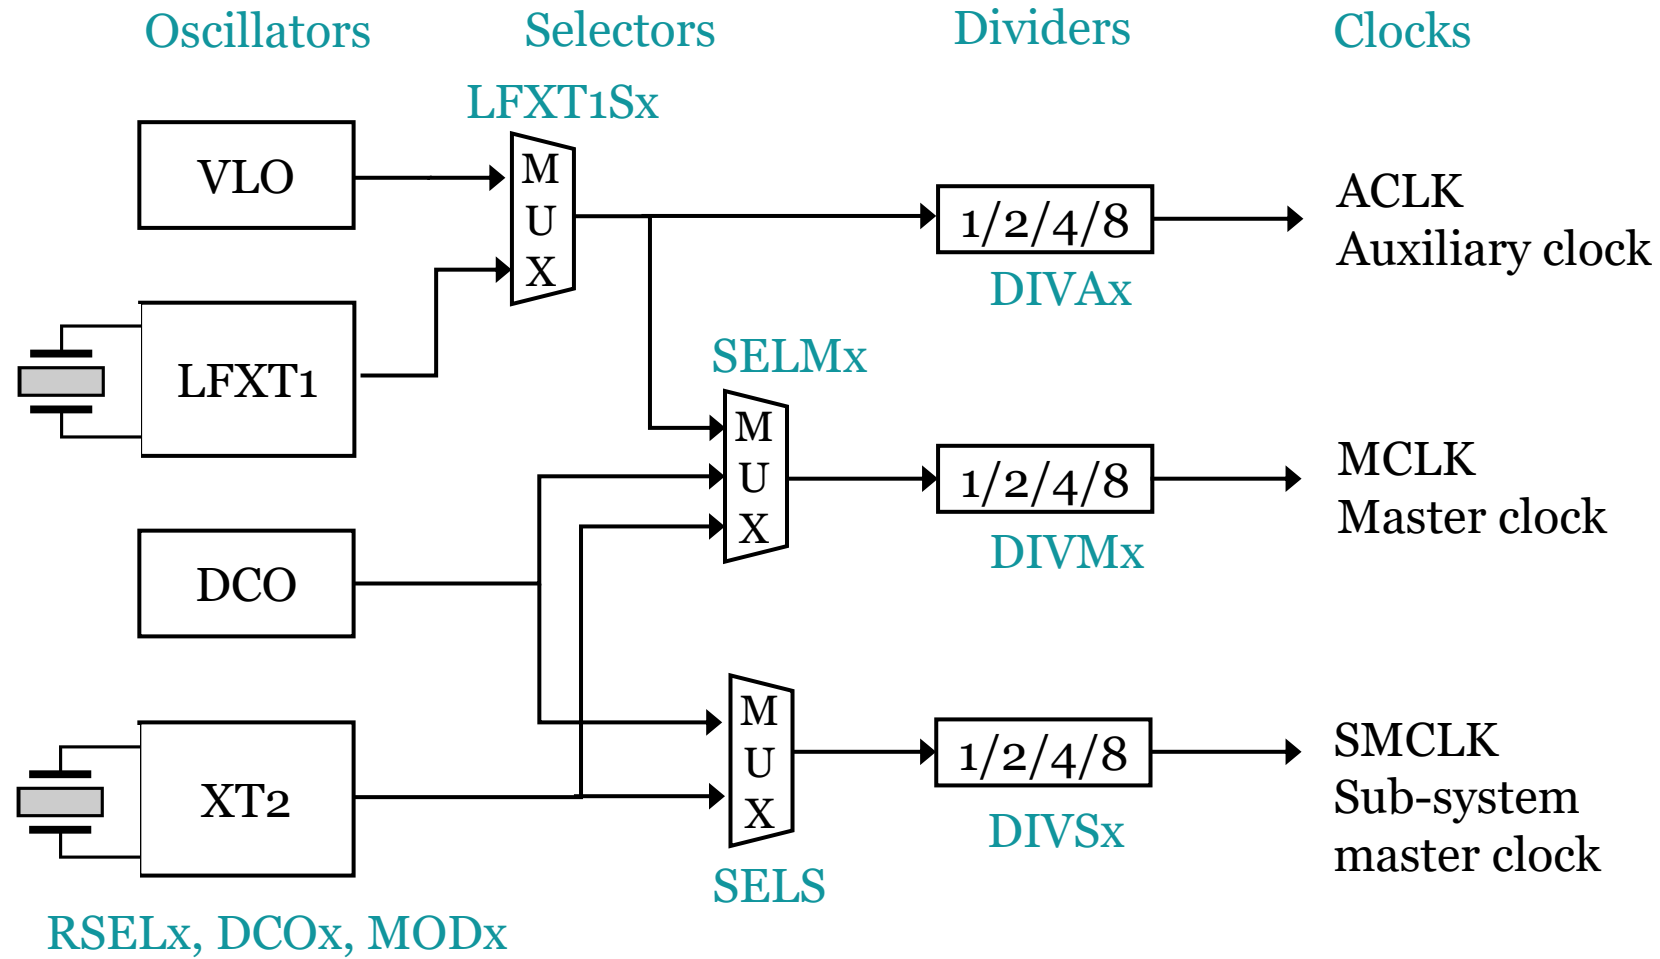 Oscillators
Selectors
Dividers
Clocks
LFXT1Sx
VLO
M
U
X
1/2/4/8
DIVAx
ACLK
Auxiliary clock
LFXT1
SELMx
M
U
X
1/2/4/8
DIVMx
MCLK
Master clock
DCO
XT2
M
U
X
SELS
1/2/4/8
DIVSx
SMCLK
Sub-system
master clock
RSELx, DCOx, MODx